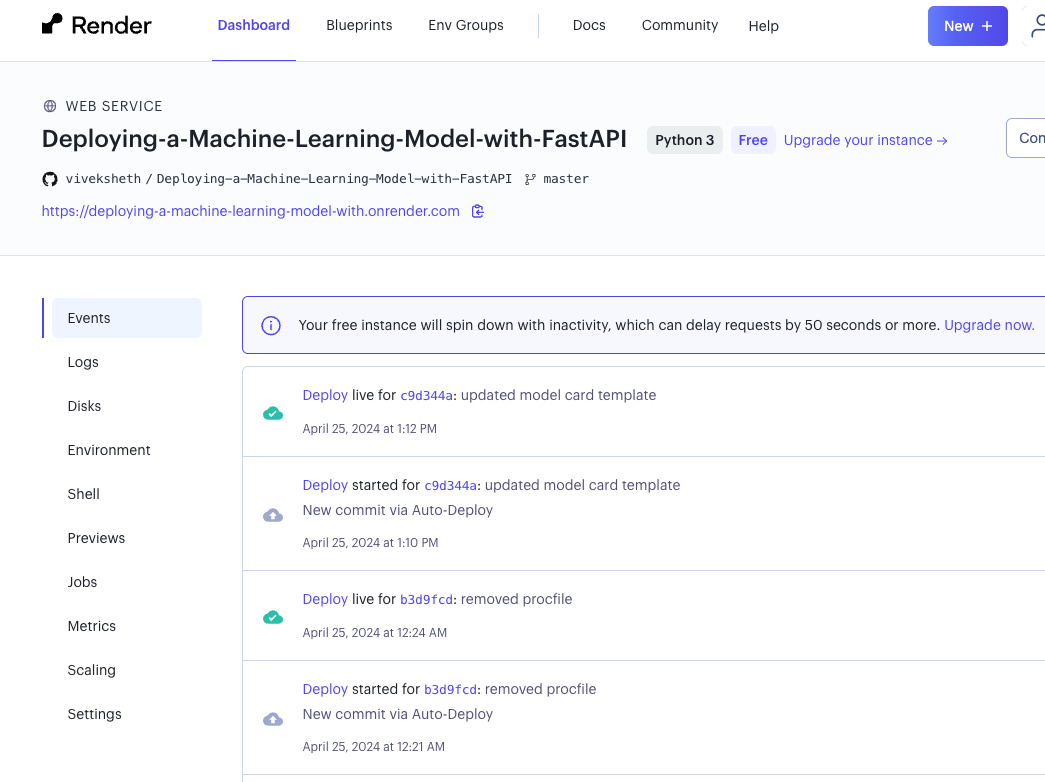 Render Dashboard Blueprints Env Groups Docs Community Help New +
WEB SERVICE
Deploying-a-Machine-Learning-Model-with-FastAPI Python 3 Free Upgrade your instance → Con
viveksheth / Deploying-a-Machine-Learning-Model-with-FastAPI master
https://deploying-a-machine-learning-model-with.onrender.com
Events
Logs
Disks
Environment
Shell
Previews
Jobs
Metrics
Scaling
Settings
Your free instance will spin down with inactivity, which can delay requests by 50 seconds or more. Upgrade now.
Deploy live for c9d344a: updated model card template
April 25, 2024 at 1:12 PM
Deploy started for c9d344a: updated model card template
New commit via Auto-Deploy
April 25, 2024 at 1:10 PM
Deploy live for b3d9fcd: removed procfile
April 25, 2024 at 12:24 AM
Deploy started for b3d9fcd: removed procfile
New commit via Auto-Deploy
April 25, 2024 at 12:21 AM